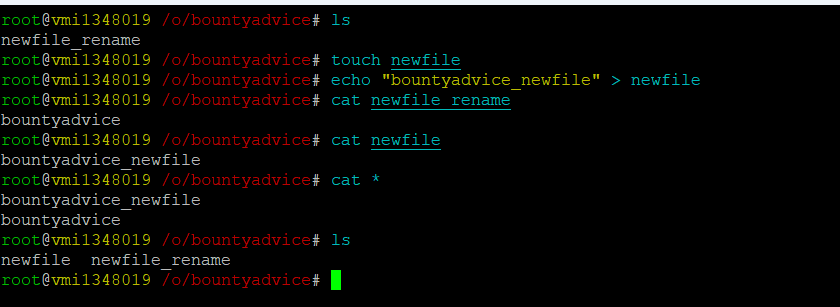 root@vmi1348019 /o/bountyadvice# ls
newfile_rename
root@vmi1348019 /o/bountyadvice# touch newfile
root@vmi1348019 /o/bountyadvice# echo "bountyadvice_newfile" > newfile
root@vmi1348019 /o/bountyadvice# cat newfile_rename
bountyadvice
root@vmi1348019 /o/bountyadvice# cat newfile
bountyadvice_newfile
root@vmi1348019 /o/bountyadvice# cat *
bountyadvice_newfile
bountyadvice
root@vmi1348019 /o/bountyadvice# ls
newfile  newfile_rename
root@vmi1348019 /o/bountyadvice#